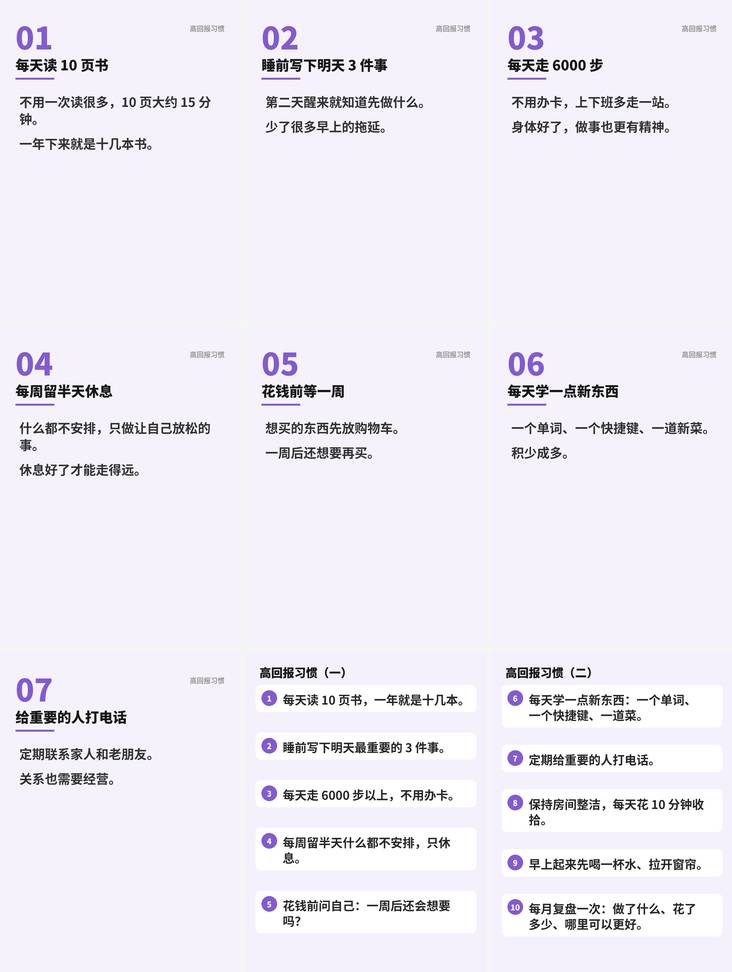 01
高回报习惯
每天读 10 页书
不用一次读很多，10 页大约 15 分
钟。
一年下来就是十几本书。
02
高回报习惯
睡前写下明天 3 件事
第二天醒来就知道先做什么。
少了很多早上的拖延。
03
高回报习惯
每天走 6000 步
不用办卡，上下班多走一站。
身体好了，做事也更有精神。
04
高回报习惯
每周留半天休息
什么都不安排，只做让自己放松的
事。
休息好了才能走得远。
05
高回报习惯
花钱前等一周
想买的东西先放购物车。
一周后还想要再买。
06
高回报习惯
每天学一点新东西
一个单词、一个快捷键、一道新菜。
积少成多。
07
高回报习惯
给重要的人打电话
定期联系家人和老朋友。
关系也需要经营。
高回报习惯（一）
1 每天读 10 页书，一年就是十几本。
2 睡前写下明天最重要的 3 件事。
3 每天走 6000 步以上，不用办卡。
4 每周留半天什么都不安排，只休
息。
5 花钱前问自己：一周后还会想要
吗？
高回报习惯（二）
6 每天学一点新东西：一个单词、
一个快捷键、一道菜。
7 定期给重要的人打电话。
8 保持房间整洁，每天花 10 分钟收
拾。
9 早上起来先喝一杯水、拉开窗帘。
10 每月复盘一次：做了什么、花了
多少、哪里可以更好。